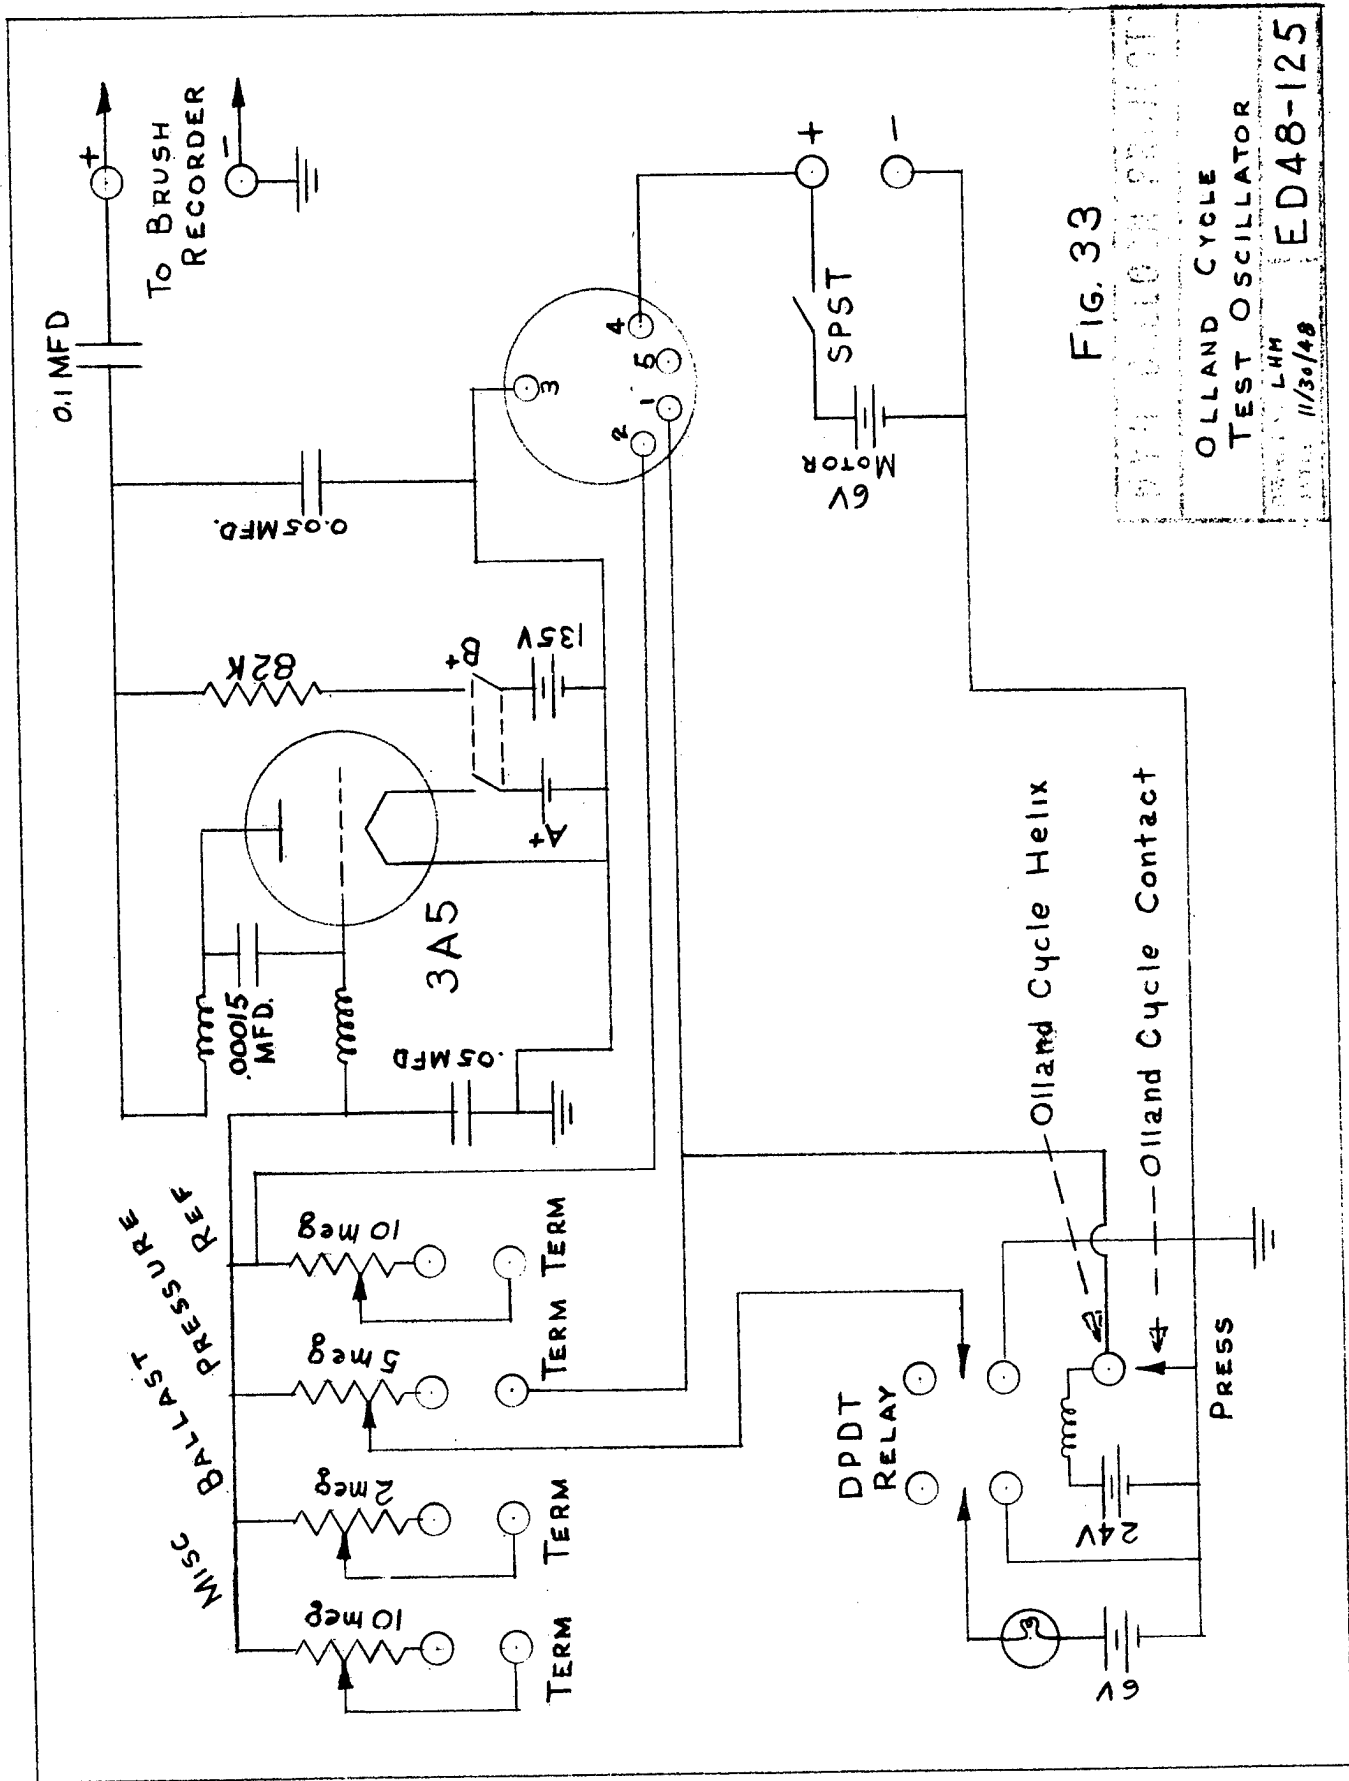 0.1 MFD
+
-
TO BRUSH
RECORDER
0.05 MFD.
82K
B+
135V
A+
3A5
.00015
MFD.
.05 MFD
3
4
5
1
2
+
-
SPST
6V
MOTOR
MISC
BALLAST
PRESSURE
REF
10 meg
2 meg
5 meg
10 meg
TERM
TERM
TERM
TERM
DPDT
RELAY
24V
6V
PRESS
Olland Cycle Helix
Olland Cycle Contact
FIG. 33
OLLAND CYCLE
TEST OSCILLATOR
LHM
11/30/48
ED48-125